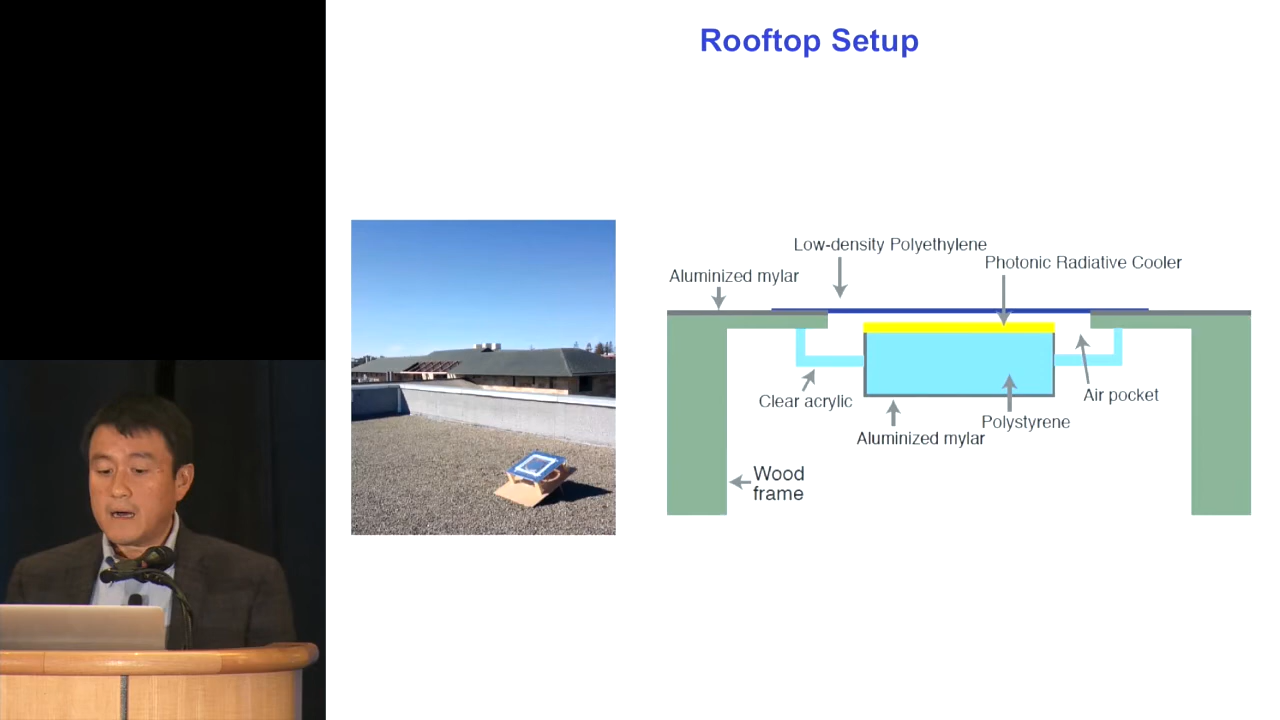 Rooftop Setup
Low-density Polyethylene
Photonic Radiative Cooler
Aluminized mylar
Clear acrylic
Air pocket
Polystyrene
Aluminized mylar
Wood
frame